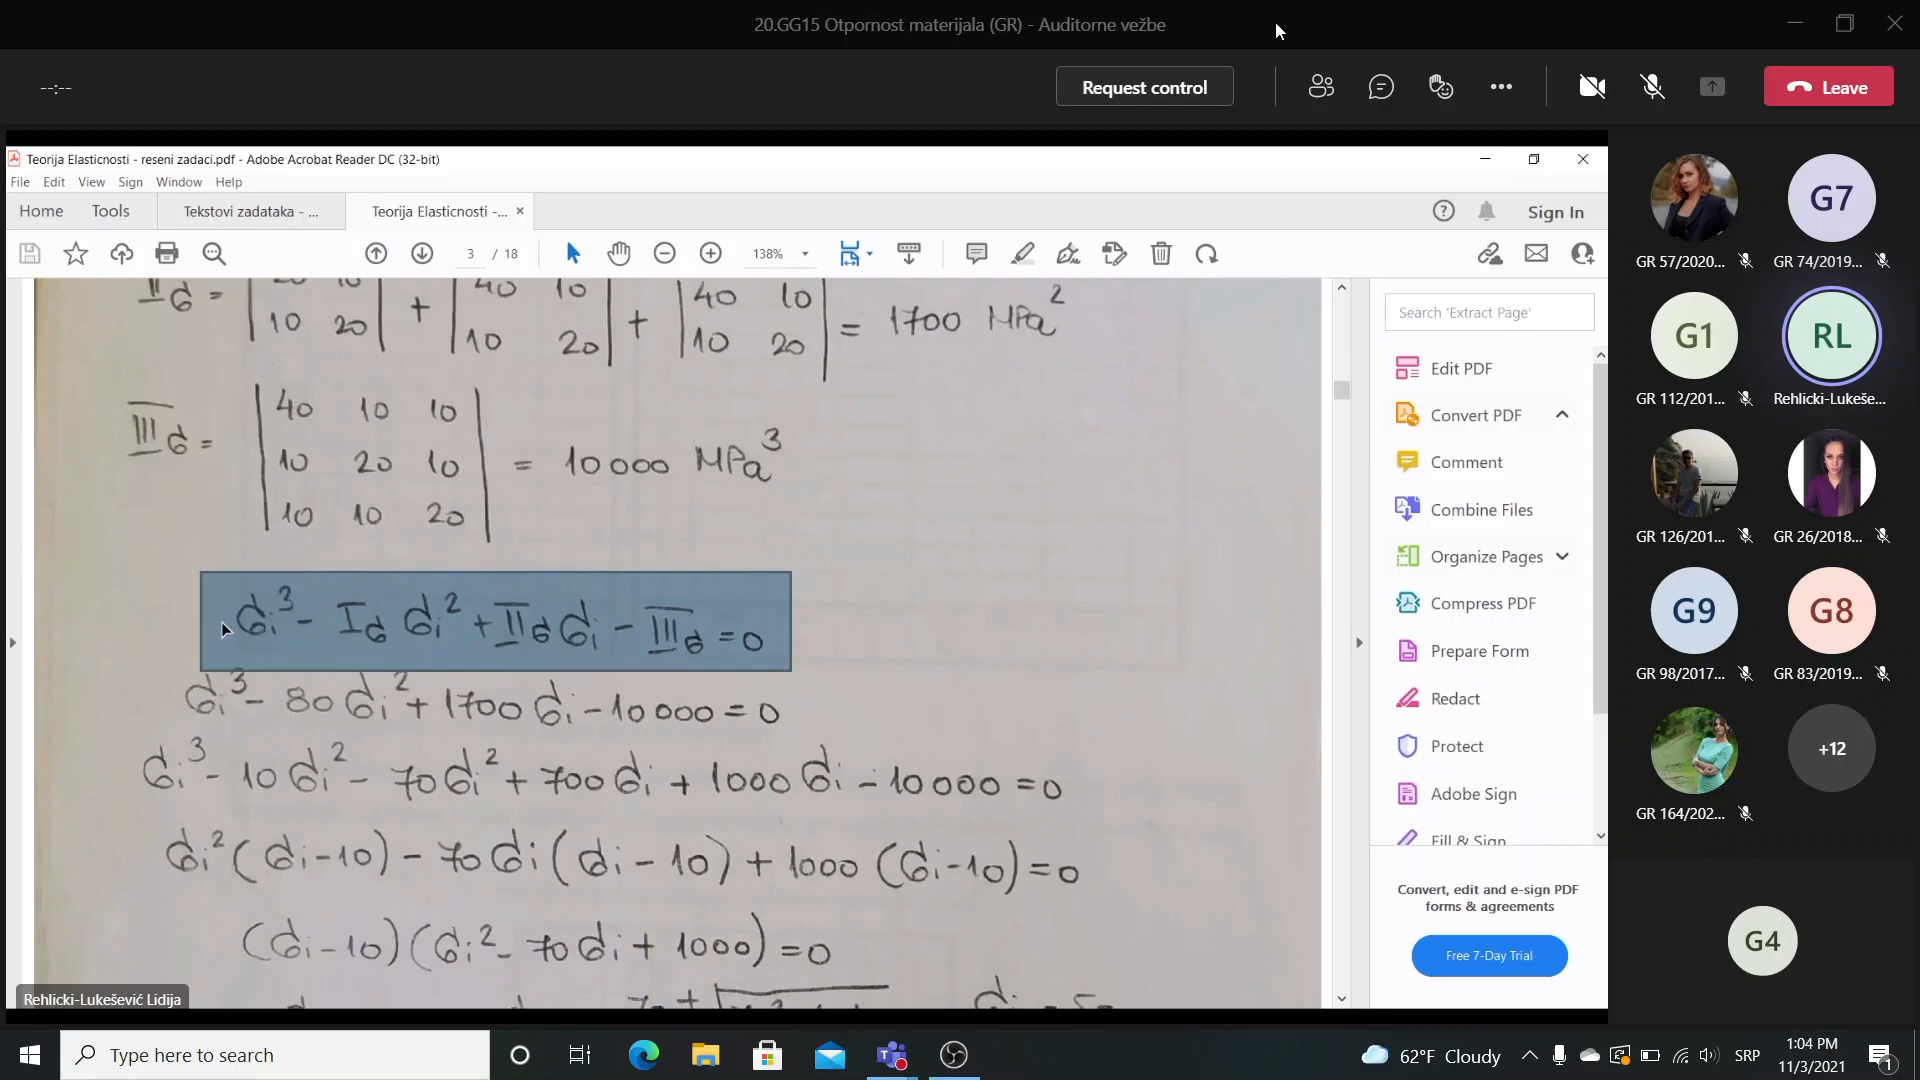 20.GG15 Otpornost materijala (GR) - Auditorne vežbe
--:--
Request control
Leave
Teorija Elasticnosti - reseni zadaci.pdf - Adobe Acrobat Reader DC (32-bit)
File Edit View Sign Window Help
Home Tools Tekstovi zadataka - ... Teorija Elasticnosti -... × Sign In
3 / 18 138%
II σ = | 10 20 | + | 40 10 10 20 | + | 40 10 10 20 | = 1700 MPa²
III σ = | 40 10 10
10 20 10 | = 10 000 MPa³
10 10 20 |
σi³ - Iσ σi² + IIσ σi - IIIσ = 0
σi³ - 80 σi² + 1700 σi - 10 000 = 0
σi³ - 10 σi² - 70 σi² + 700 σi + 1000 σi - 10 000 = 0
σi² (σi - 10) - 70 σi (σi - 10) + 1000 (σi - 10) = 0
(σi - 10) (σi² - 70 σi + 1000) = 0
Rehlicki-Lukešević Lidija
Search 'Extract Page'
Edit PDF
Convert PDF
Comment
Combine Files
Organize Pages
Compress PDF
Prepare Form
Redact
Protect
Adobe Sign
Fill & Sign
Convert, edit and e-sign PDF
forms & agreements
Free 7-Day Trial
G7
GR 57/2020... GR 74/2019...
G1 RL
GR 112/201... Rehlicki-Lukeše...
GR 126/201... GR 26/2018...
G9 G8
GR 98/2017... GR 83/2019...
+12
GR 164/202...
G4
Type here to search
62°F Cloudy SRP 1:04 PM
11/3/2021
1